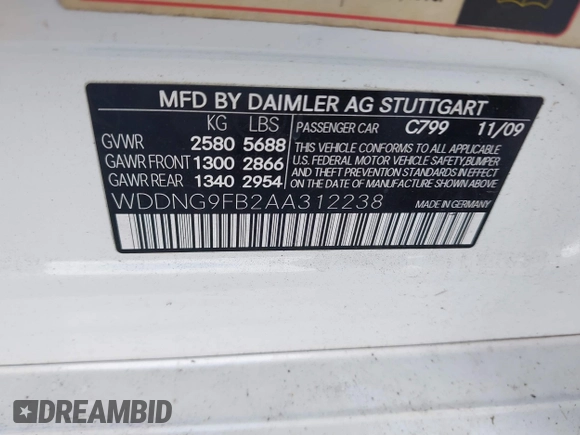 MFD BY DAIMLER AG STUTTGART
KG LBS PASSENGER CAR C799 11/09
GVWR 2580 5688
GAWR FRONT 1300 2866
GAWR REAR 1340 2954
THIS VEHICLE CONFORMS TO ALL APPLICABLE
U.S. FEDERAL MOTOR VEHICLE SAFETY,BUMPER
AND THEFT PREVENTION STANDARDS IN EFFECT
ON THE DATE OF MANUFACTURE SHOWN ABOVE.
WDDNG9FB2AA312238 MADE IN GERMANY
DREAMBID